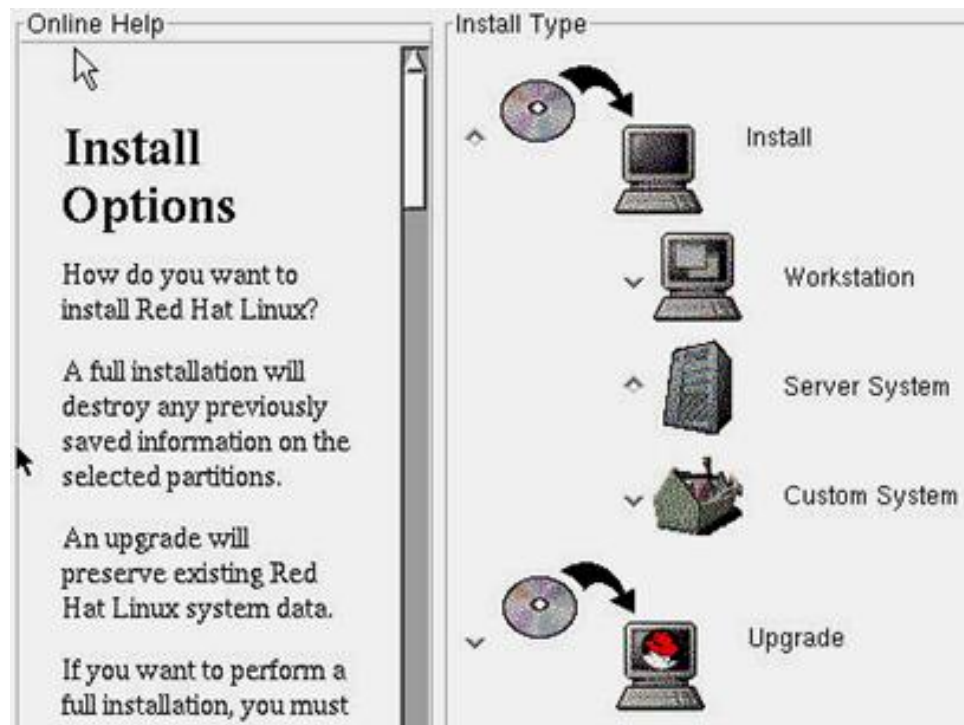 Online Help
Install
Options
How do you want to
install Red Hat Linux?
A full installation will
destroy any previously
saved information on the
selected partitions.
An upgrade will
preserve existing Red
Hat Linux system data.
If you want to perform a
full installation, you must
Install Type
Install
Workstation
Server System
Custom System
Upgrade